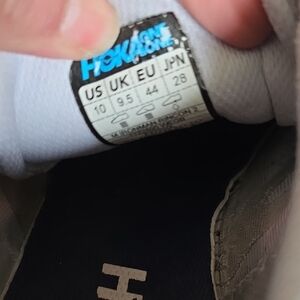 HOKA ONE ONE
US UK EU JPN
10 9.5 44 28
H